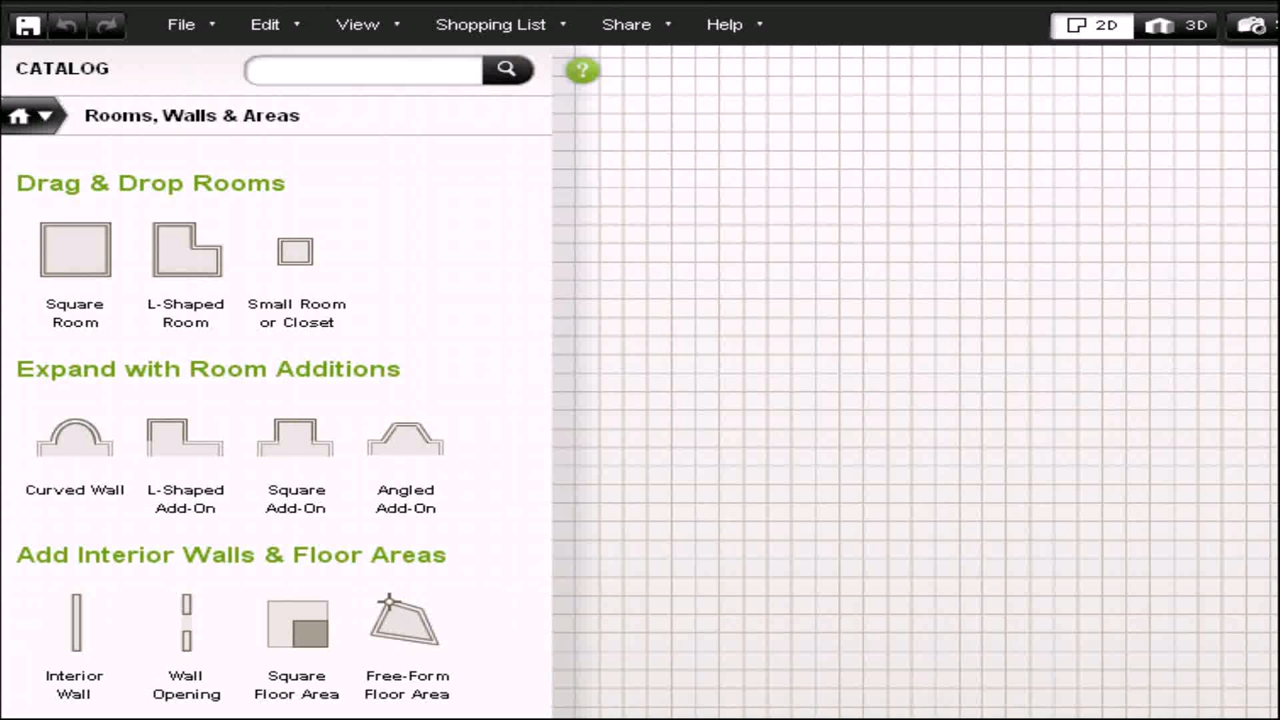 File Edit View Shopping List Share Help 2D 3D
CATALOG ?
Rooms, Walls & Areas
Drag & Drop Rooms
Square L-Shaped Small Room
Room Room or Closet
Expand with Room Additions
Curved Wall L-Shaped Square Angled
Add-On Add-On Add-On
Add Interior Walls & Floor Areas
Interior Wall Square Free-Form
Wall Opening Floor Area Floor Area